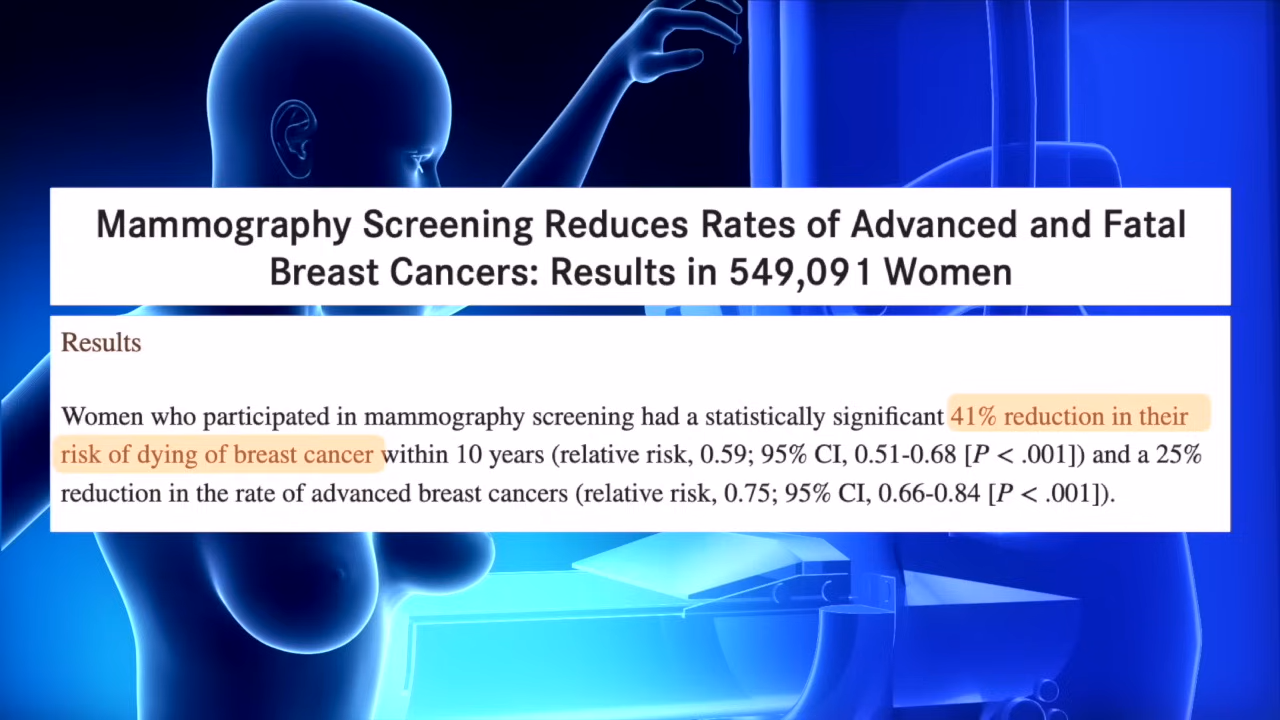 Mammography Screening Reduces Rates of Advanced and Fatal
Breast Cancers: Results in 549,091 Women
Results
Women who participated in mammography screening had a statistically significant 41% reduction in their
risk of dying of breast cancer within 10 years (relative risk, 0.59; 95% CI, 0.51-0.68 [P < .001]) and a 25%
reduction in the rate of advanced breast cancers (relative risk, 0.75; 95% CI, 0.66-0.84 [P < .001]).